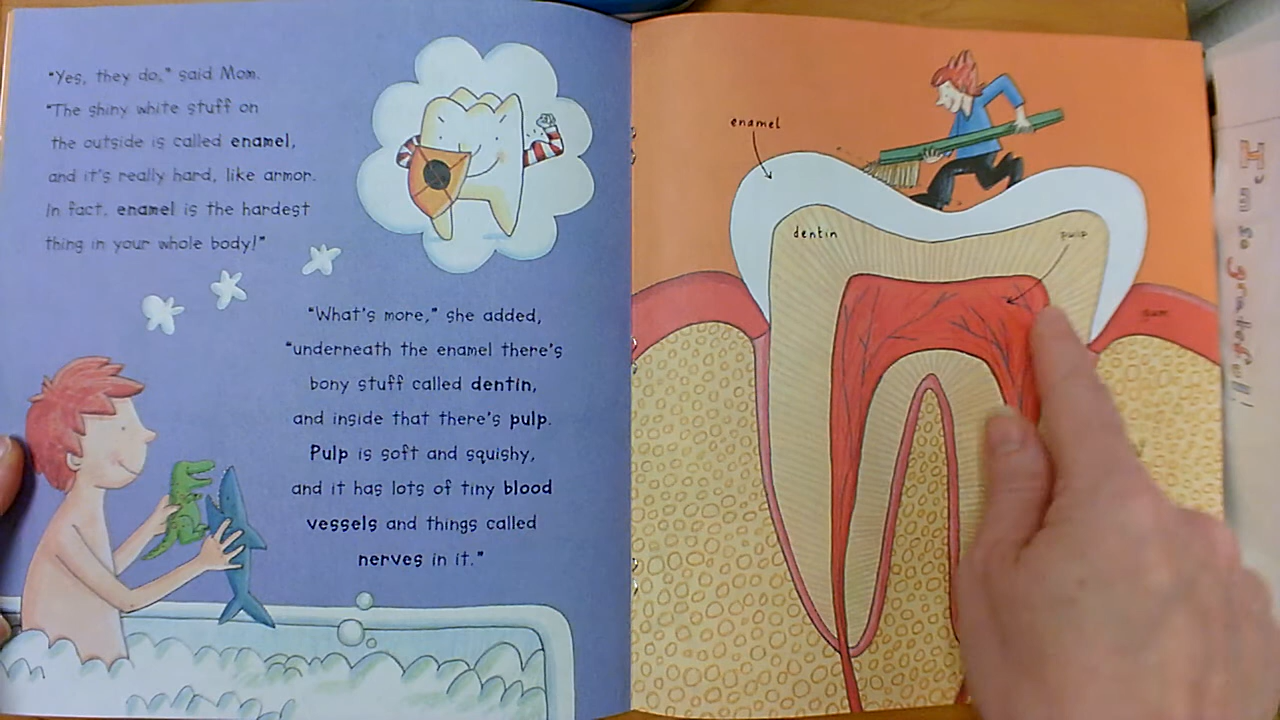 "Yes, they do," said Mom.
"The shiny white stuff on
the outside is called enamel,
and it's really hard, like armor.
In fact, enamel is the hardest
thing in your whole body!"
"What's more," she added,
"underneath the enamel there's
bony stuff called dentin,
and inside that there's pulp.
Pulp is soft and squishy,
and it has lots of tiny blood
vessels and things called
nerves in it."
enamel
dentin
pulp
gum
I'm so grateful!